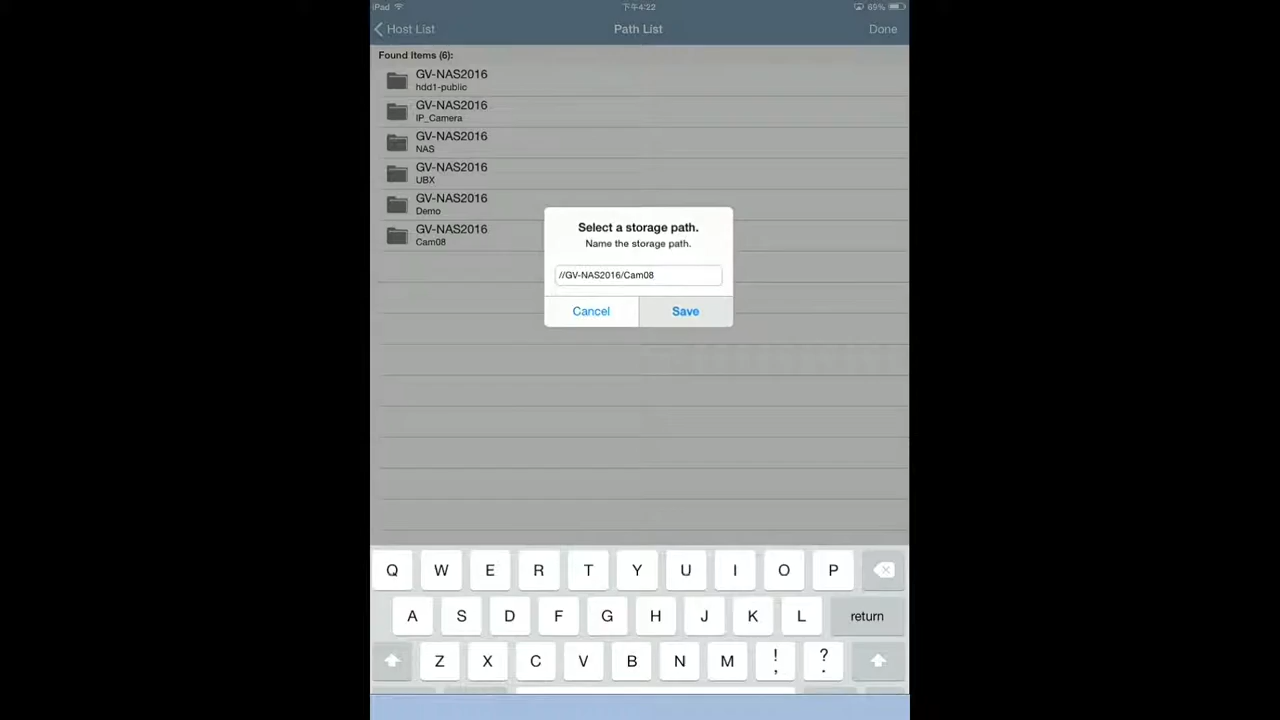 iPad 下午4:22 69%
Host List Path List Done
Found Items (6):
GV-NAS2016
hdd1-public
GV-NAS2016
IP_Camera
GV-NAS2016
NAS
GV-NAS2016
UBX
GV-NAS2016
Demo
GV-NAS2016
Cam08
Select a storage path.
Name the storage path.
//GV-NAS2016/Cam08
Cancel Save
Q W E R T Y U I O P
A S D F G H J K L return
Z X C V B N M ! , ? .